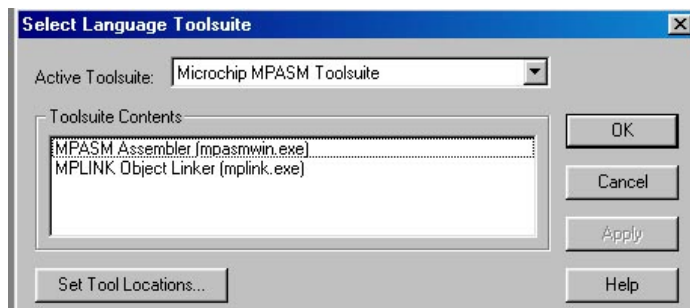 Select Language Toolsuite
Active Toolsuite: Microchip MPASM Toolsuite
Toolsuite Contents
MPASM Assembler (mpasmwin.exe)
MPLINK Object Linker (mplink.exe)
OK
Cancel
Apply
Set Tool Locations...
Help